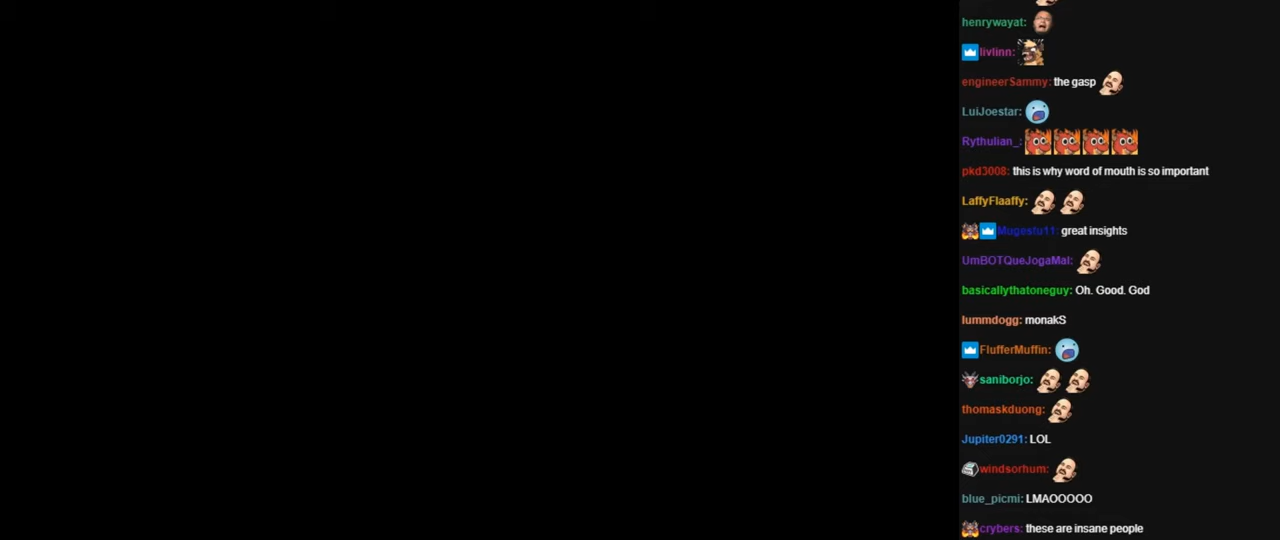 henrywayat:
livlinn:
engineerSammy: the gasp
LuiJoestar:
Rythulian_:
pkd3008: this is why word of mouth is so important
LaffyFlaaffy:
Mugesfu11: great insights
UmBOTQueJogaMal:
basicallythatoneguy: Oh. Good. God
lummdogg: monakS
FlufferMuffin:
saniborjo:
thomaskduong:
Jupiter0291: LOL
windsorhum:
blue_picmi: LMAOOOOO
crybers: these are insane people